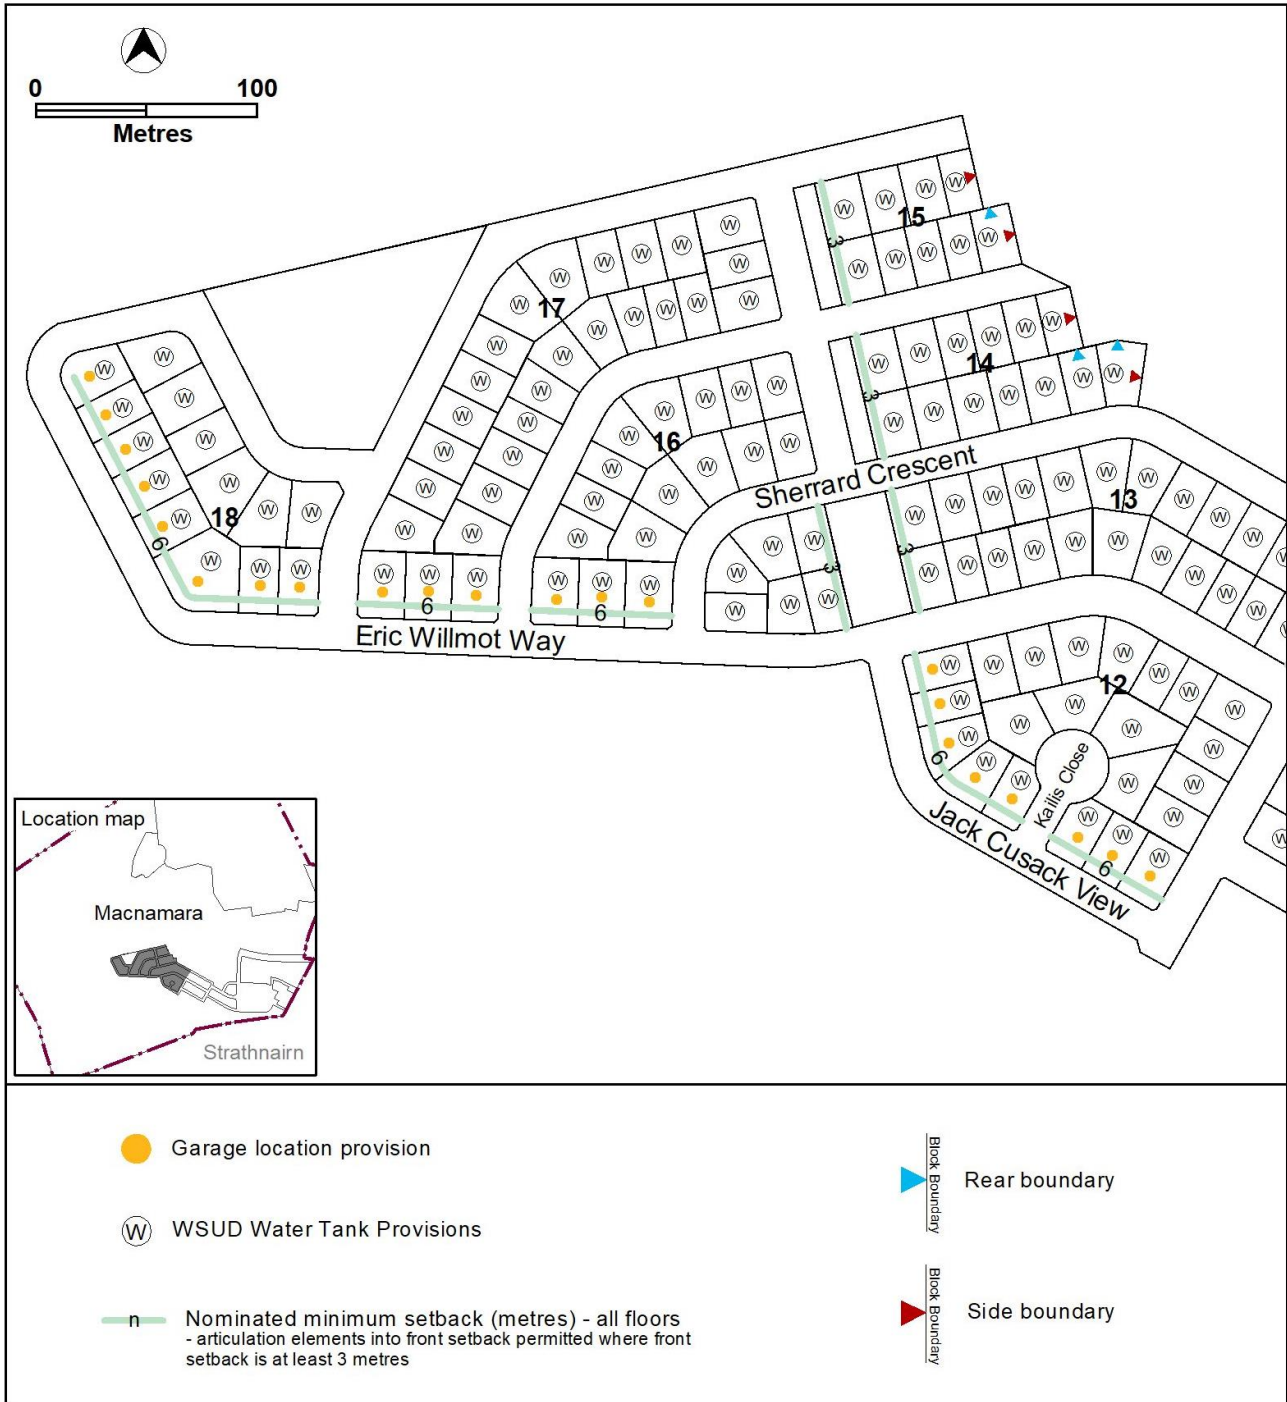 0 100
Metres
15
17
14
16
Sherrard Crescent
13
18
3
3
3
3
6
6
6
Eric Willmot Way
12
6
Kailis Close
Jack Cusack View
6
Location map
Macnamara
Strathnairn
Garage location provision
W WSUD Water Tank Provisions
n Nominated minimum setback (metres) - all floors
- articulation elements into front setback permitted where front
setback is at least 3 metres
Block Boundary
Rear boundary
Block Boundary
Side boundary